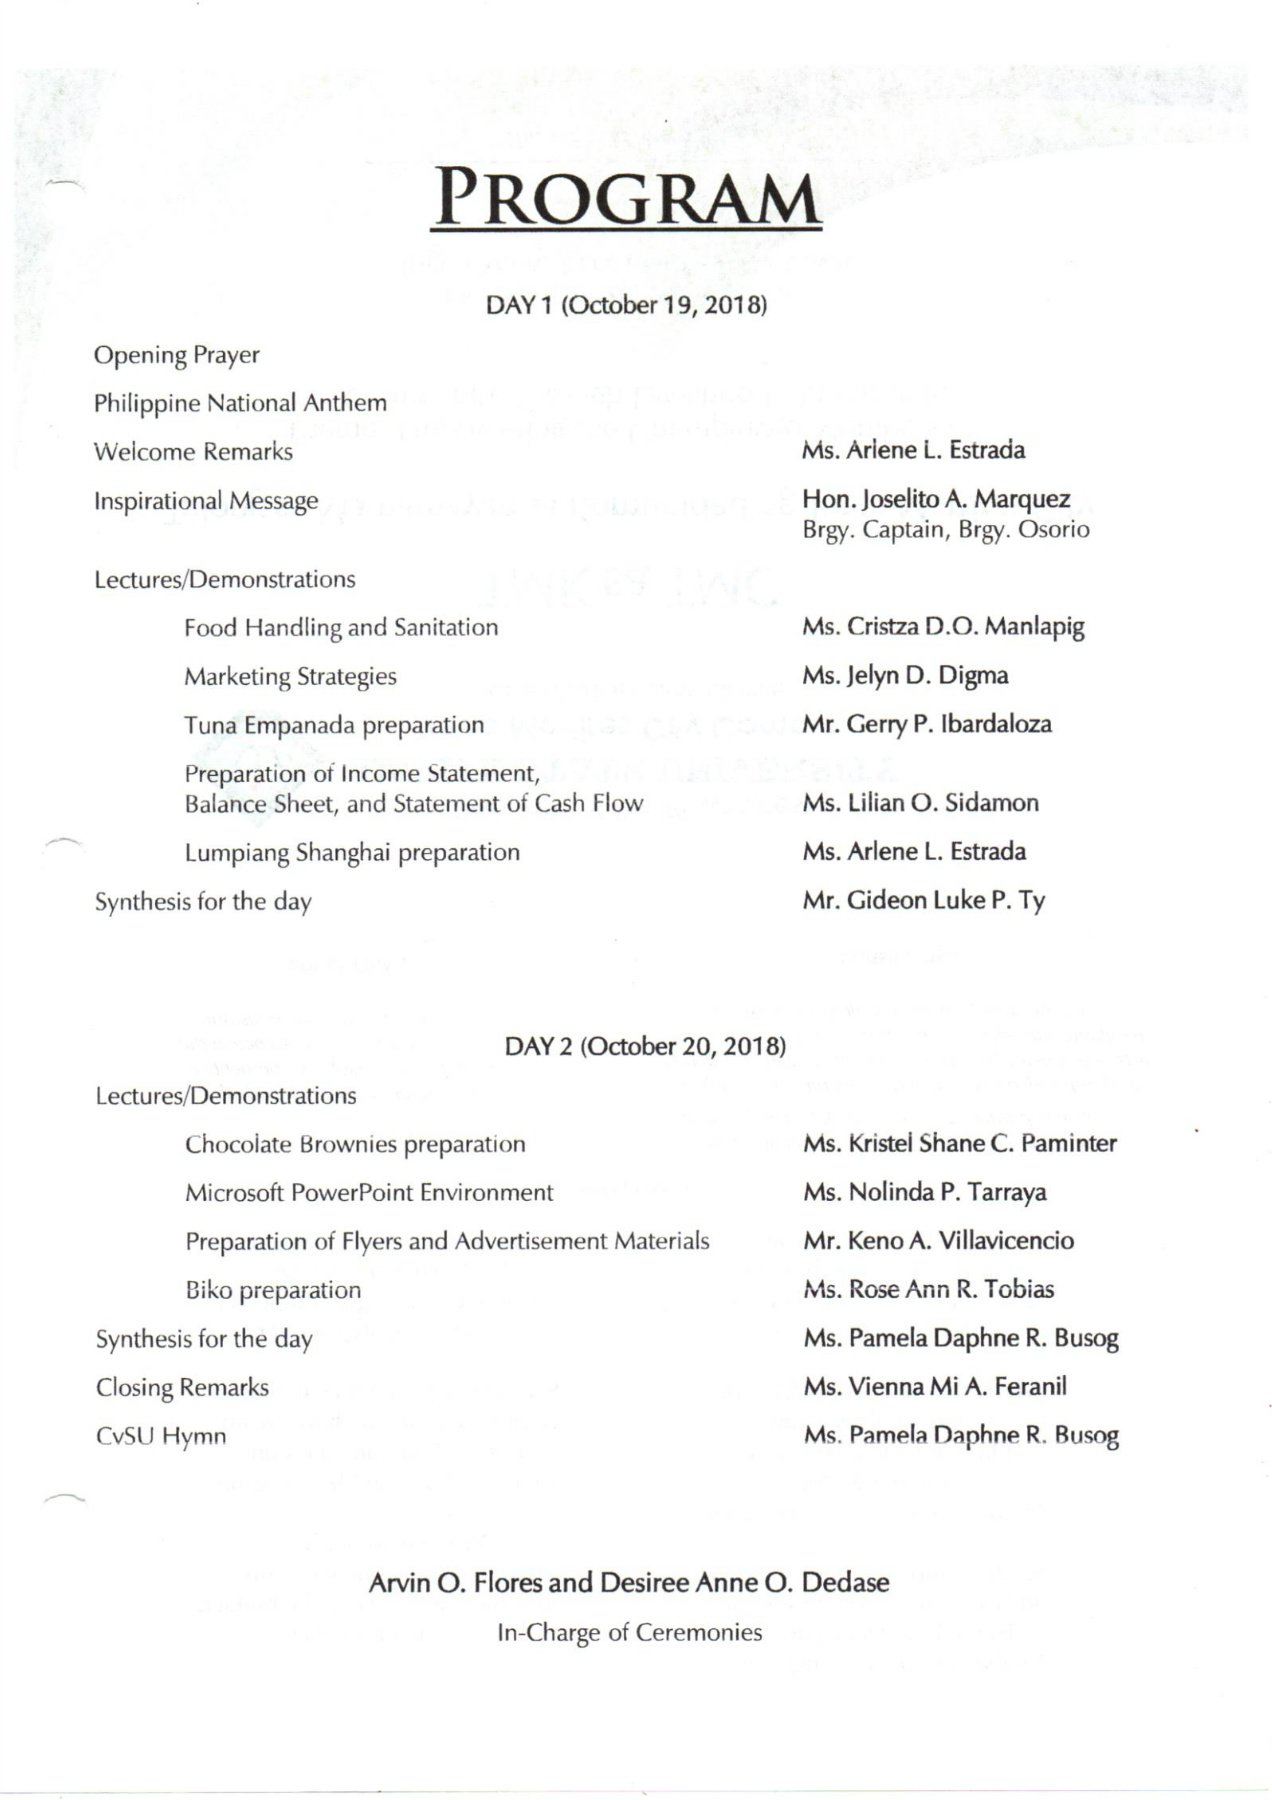 PROGRAM
DAY 1 (October 19, 2018)
Opening Prayer
Philippine National Anthem
Welcome Remarks Ms. Arlene L. Estrada
Inspirational Message Hon. Joselito A. Marquez
Brgy. Captain, Brgy. Osorio
Lectures/Demonstrations
Food Handling and Sanitation Ms. Cristza D.O. Manlapig
Marketing Strategies Ms. Jelyn D. Digma
Tuna Empanada preparation Mr. Gerry P. Ibardaloza
Preparation of Income Statement,
Balance Sheet, and Statement of Cash Flow Ms. Lilian O. Sidamon
Lumpiang Shanghai preparation Ms. Arlene L. Estrada
Synthesis for the day Mr. Gideon Luke P. Ty
DAY 2 (October 20, 2018)
Lectures/Demonstrations
Chocolate Brownies preparation Ms. Kristel Shane C. Paminter
Microsoft PowerPoint Environment Ms. Nolinda P. Tarraya
Preparation of Flyers and Advertisement Materials Mr. Keno A. Villavicencio
Biko preparation Ms. Rose Ann R. Tobias
Synthesis for the day Ms. Pamela Daphne R. Busog
Closing Remarks Ms. Vienna Mi A. Feranil
CvSU Hymn Ms. Pamela Daphne R. Busog
Arvin O. Flores and Desiree Anne O. Dedase
In-Charge of Ceremonies